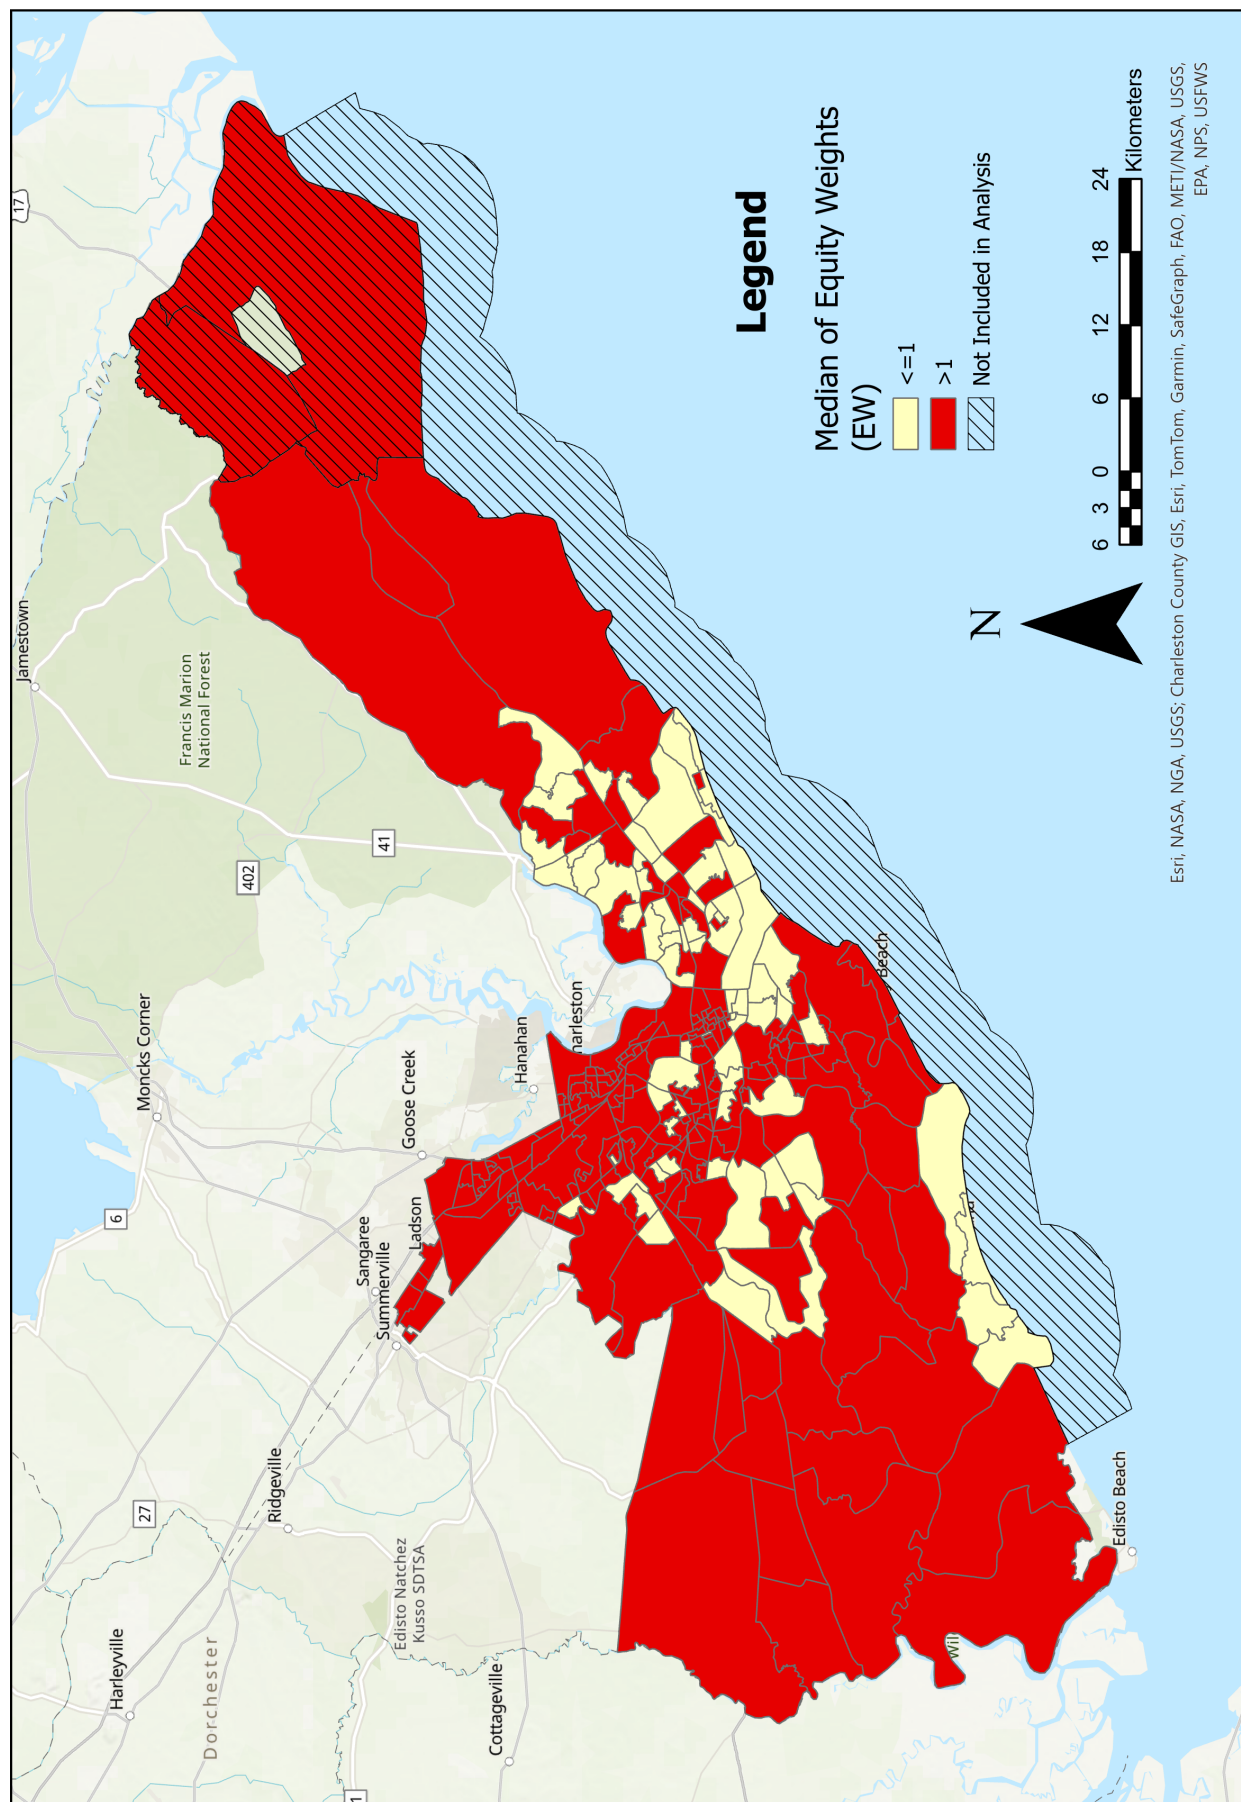 17
Jamestown
Francis Marion
National Forest
41
402
Moncks Corner
Goose Creek
Hanahan
harleston
6
Sangaree
Summerville
Ladson
Ridgeville
27
Edisto Natchez
Kusso SDTSA
Harleyville
Dorchester
Cottageville
1
Beach
Wil
Edisto Beach
Legend
Median of Equity Weights
(EW)
<=1
>1
Not Included in Analysis
N
6 3 0 6 12 18 24
Kilometers
Esri, NASA, NGA, USGS; Charleston County GIS, Esri, TomTom, Garmin, SafeGraph, FAO, METI/NASA, USGS,
EPA, NPS, USFWS